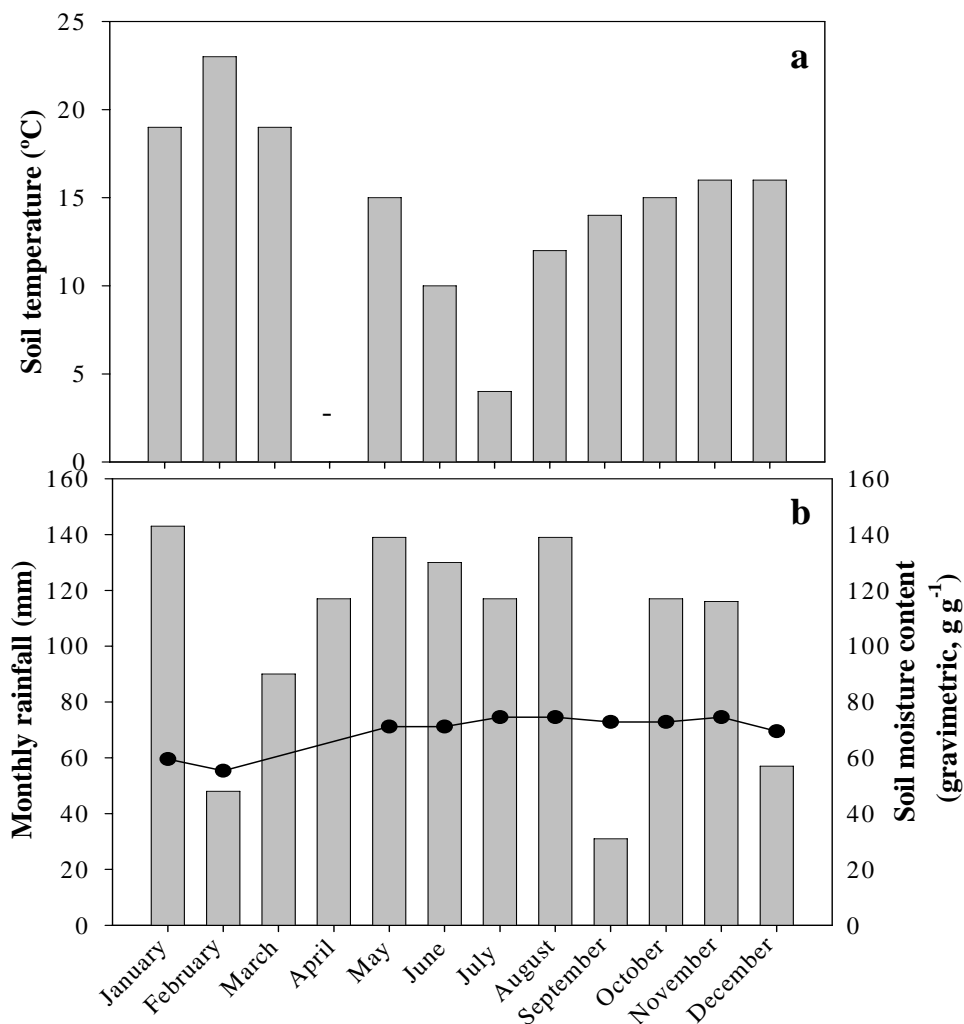 a
Soil temperature (ºC)
25
20
15
10
5
0
-
b
Monthly rainfall (mm)
160
140
120
100
80
60
40
20
0
160
140
120
100
80
60
40
20
0
Soil moisture content
(gravimetric, g g-1)
January
February
March
April
May
June
July
August
September
October
November
December